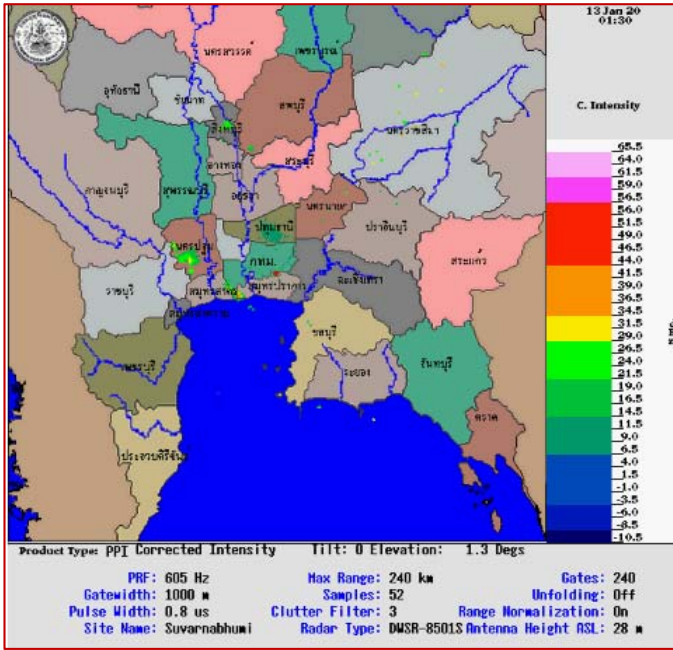 13 Jan 20
01:30
C. Intensity
65.5
64.0
61.5
59.0
56.5
56.0
51.5
46.5
44.0
41.5
39.0
36.5
34.5
31.5
29.0
26.5
24.0
21.5
19.0
16.5
14.5
11.5
9.0
6.5
4.0
1.5
-1.0
-3.5
-6.0
-8.5
-10.5
นครสวรรค์
เพชรบูรณ์
อุทัยธานี
ชัยนาท
ลพบุรี
สิงห์บุรี
นครราชสีมา
อ่างทอง
สระบุรี
กาญจนบุรี
สุพรรณบุรี
อยุธยา
นครนายก
ปราจีนบุรี
ปทุมธานี
นครปฐม
กทม.
สระแก้ว
ราชบุรี
สมุทรสาคร
สมุทรปราการ
ฉะเชิงเทรา
สมุทรสงคราม
ชลบุรี
เพชรบุรี
ระยอง
จันทบุรี
ตราด
ประจวบคีรีขันธ์
Product Type: PPI Corrected Intensity Tilt: 0 Elevation: 1.3 Degs
PRF: 605 Hz Max Range: 240 km Gates: 240
Gatewidth: 1000 m Samples: 52 Unfolding: Off
Pulse Width: 0.8 us Clutter Filter: 3 Range Normalization: On
Site Name: Suvarnabhumi Radar Type: DWSR-8501S Antenna Height ASL: 28 m